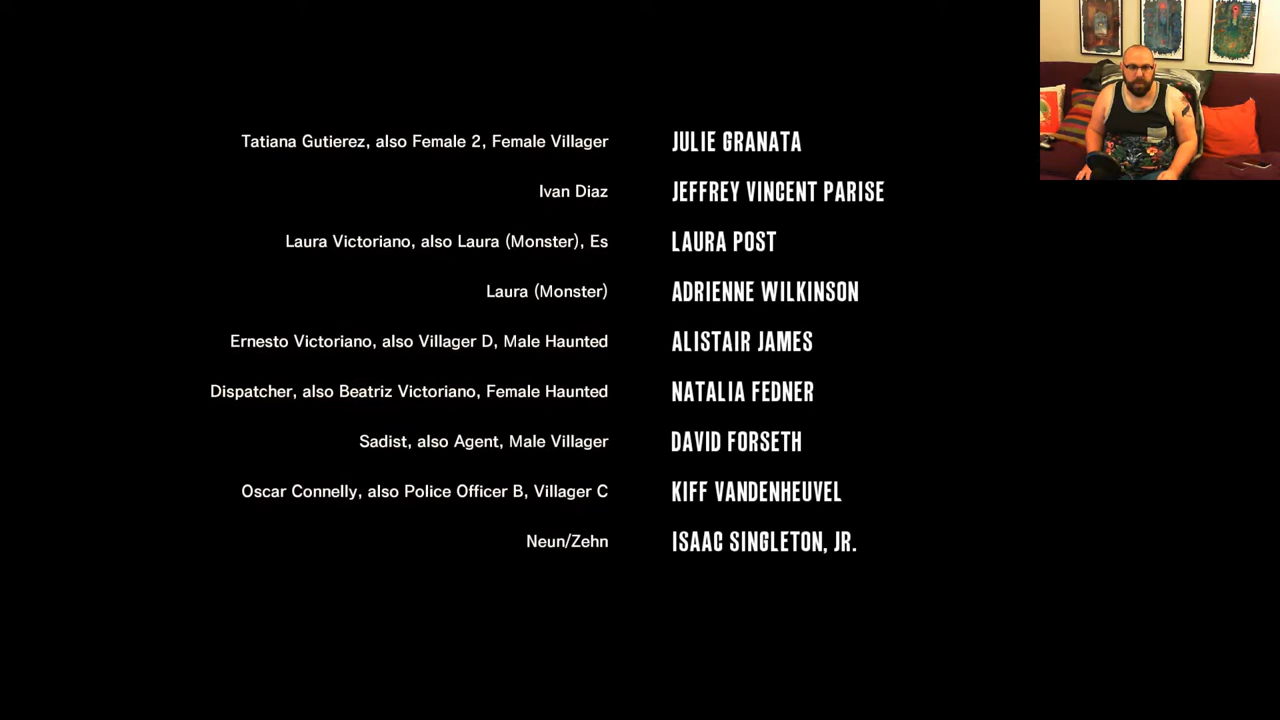 Tatiana Gutierez, also Female 2, Female Villager JULIE GRANATA
Ivan Diaz JEFFREY VINCENT PARISE
Laura Victoriano, also Laura (Monster), Es LAURA POST
Laura (Monster) ADRIENNE WILKINSON
Ernesto Victoriano, also Villager D, Male Haunted ALISTAIR JAMES
Dispatcher, also Beatriz Victoriano, Female Haunted NATALIA FEDNER
Sadist, also Agent, Male Villager DAVID FORSETH
Oscar Connelly, also Police Officer B, Villager C KIFF VANDENHEUVEL
Neun/Zehn ISAAC SINGLETON, JR.